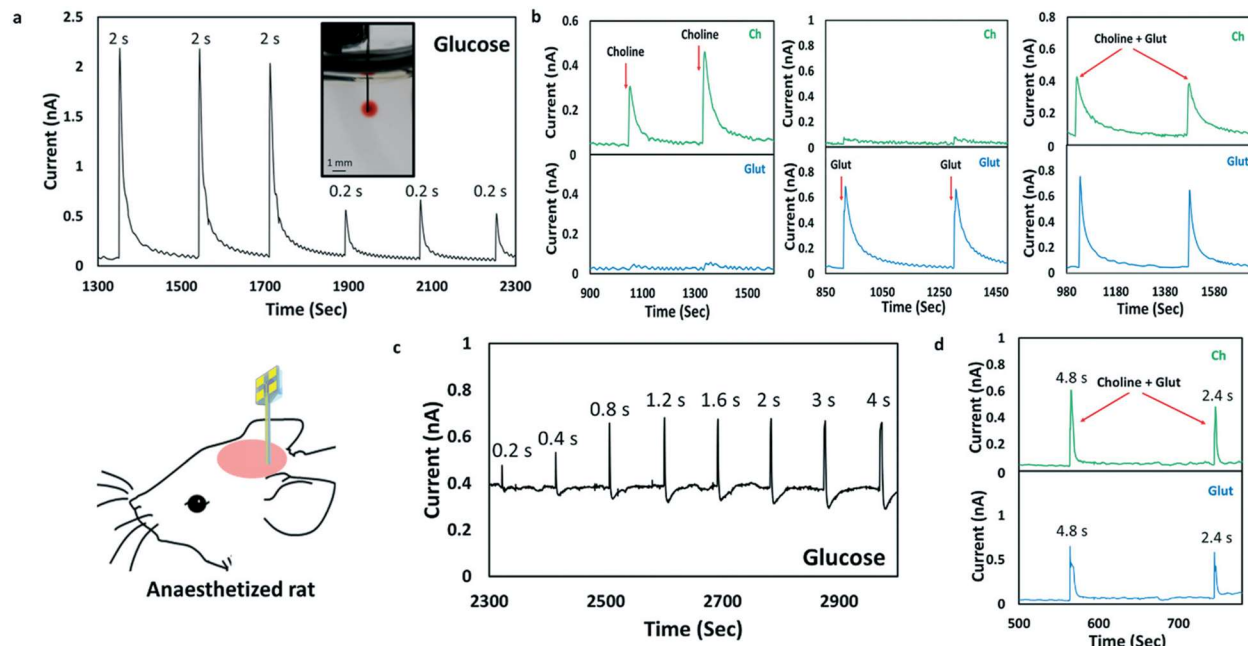 a
Glucose
2 s 2 s 2 s
0.2 s 0.2 s 0.2 s
1 mm
Current (nA)
2.5
2
1.5
1
0.5
0
1300 1500 1700 1900 2100 2300
Time (Sec)
b
Ch
Choline
Choline
Current (nA)
0.6
0.4
0.2
0
Glut
Current (nA)
0.4
0.2
0
900 1100 1300 1500
Time (Sec)
Ch
Current (nA)
1
0.8
0.6
0.4
0.2
0
Glut
Glut Glut
Current (nA)
0.8
0.6
0.4
0.2
0
850 1050 1250 1450
Time (Sec)
Ch
Choline + Glut
Current (nA)
0.8
0.6
0.4
0.2
0
Glut
Current (nA)
0.8
0.6
0.4
0.2
0
980 1180 1380 1580
Time (Sec)
Anaesthetized rat
c
Current (nA)
1
0.8
0.6
0.4
0.2
0
0.2 s 0.4 s 0.8 s 1.2 s 1.6 s 2 s 3 s 4 s
Glucose
2300 2500 2700 2900
Time (Sec)
d
Ch
4.8 s
Choline + Glut
2.4 s
Current (nA)
1
0.8
0.6
0.4
0.2
0
Glut
4.8 s 2.4 s
Current (nA)
1
0.5
0
500 600 700
Time (Sec)